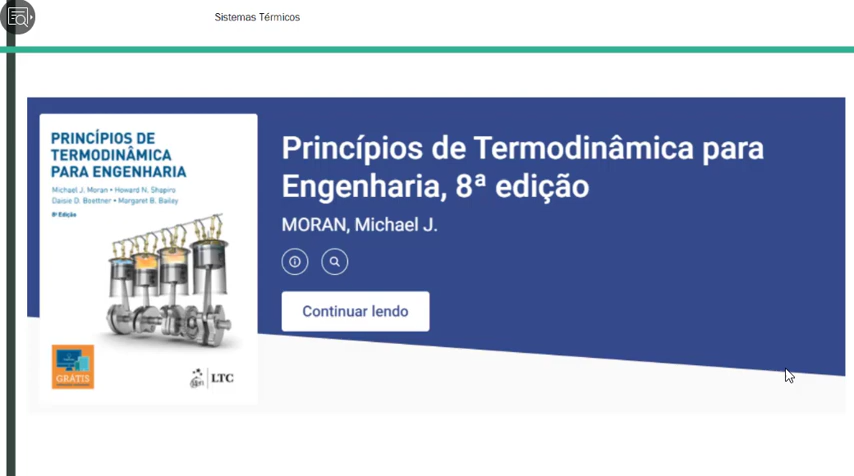 Sistemas Térmicos
PRINCÍPIOS DE
TERMODINÂMICA
PARA ENGENHARIA
Michael J. Moran • Howard N. Shapiro
Daisie D. Boettner • Margaret B. Bailey
8ª Edição
GRÁTIS
LTC
Princípios de Termodinâmica para
Engenharia, 8ª edição
MORAN, Michael J.
Continuar lendo